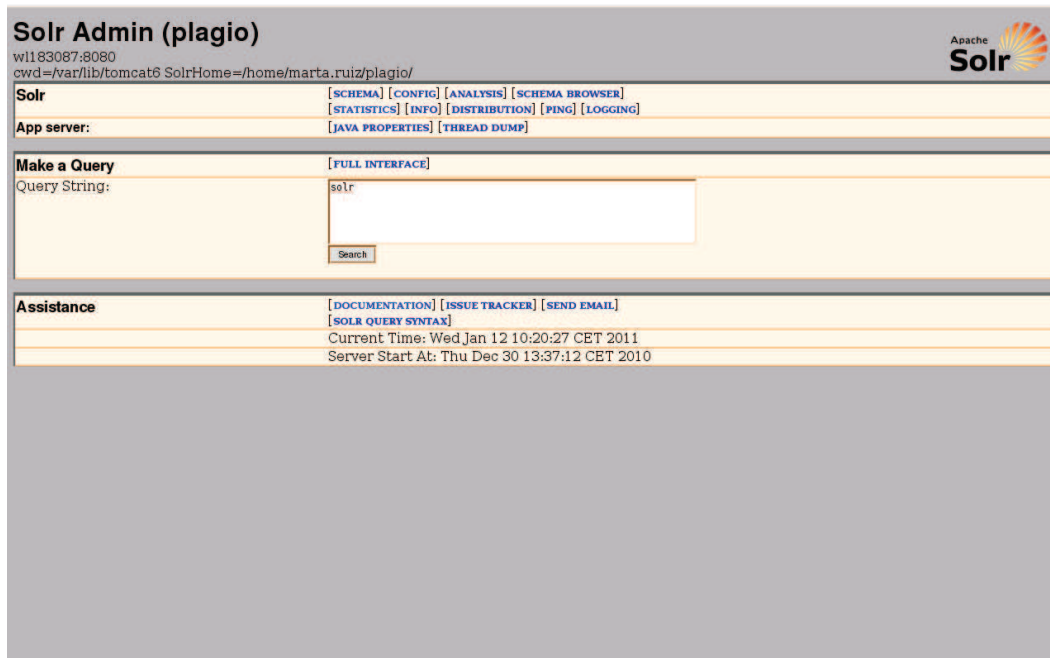 Solr Admin (plagio)
wl183087:8080
cwd=/var/lib/tomcat6 SolrHome=/home/marta.ruiz/plagio/
Apache
Solr
Solr [SCHEMA] [CONFIG] [ANALYSIS] [SCHEMA BROWSER]
[STATISTICS] [INFO] [DISTRIBUTION] [PING] [LOGGING]
App server: [JAVA PROPERTIES] [THREAD DUMP]
Make a Query [FULL INTERFACE]
Query String: solr
Search
Assistance [DOCUMENTATION] [ISSUE TRACKER] [SEND EMAIL]
[SOLR QUERY SYNTAX]
Current Time: Wed Jan 12 10:20:27 CET 2011
Server Start At: Thu Dec 30 13:37:12 CET 2010